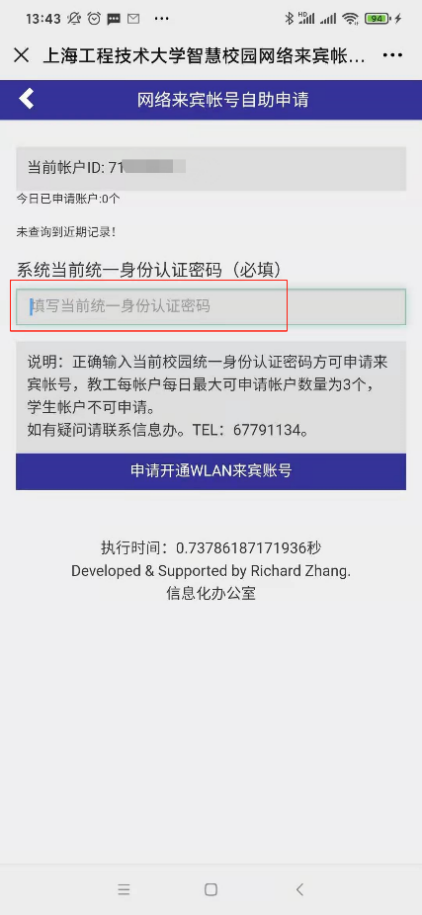 13:43
94
上海工程技术大学智慧校园网络来宾帐...
网络来宾帐号自助申请
当前帐户ID: 71
今日已申请账户:0个
未查询到近期记录！
系统当前统一身份认证密码（必填）
填写当前统一身份认证密码
说明：正确输入当前校园统一身份认证密码方可申请来
宾帐号，教工每帐户每日最大可申请帐户数量为3个，
学生帐户不可申请。
如有疑问请联系信息办。TEL：67791134。
申请开通WLAN来宾账号
执行时间：0.73786187171936秒
Developed & Supported by Richard Zhang.
信息化办公室